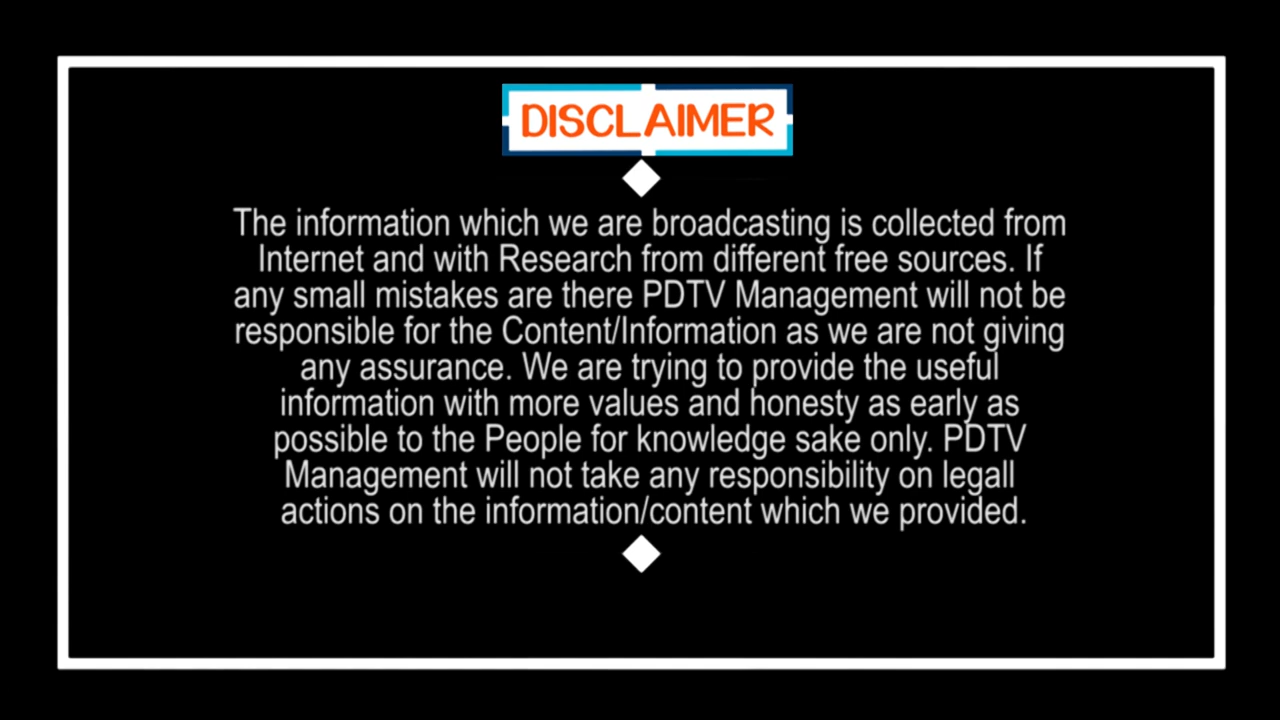 DISCLAIMER
The information which we are broadcasting is collected from
Internet and with Research from different free sources. If
any small mistakes are there PDTV Management will not be
responsible for the Content/Information as we are not giving
any assurance. We are trying to provide the useful
information with more values and honesty as early as
possible to the People for knowledge sake only. PDTV
Management will not take any responsibility on legall
actions on the information/content which we provided.